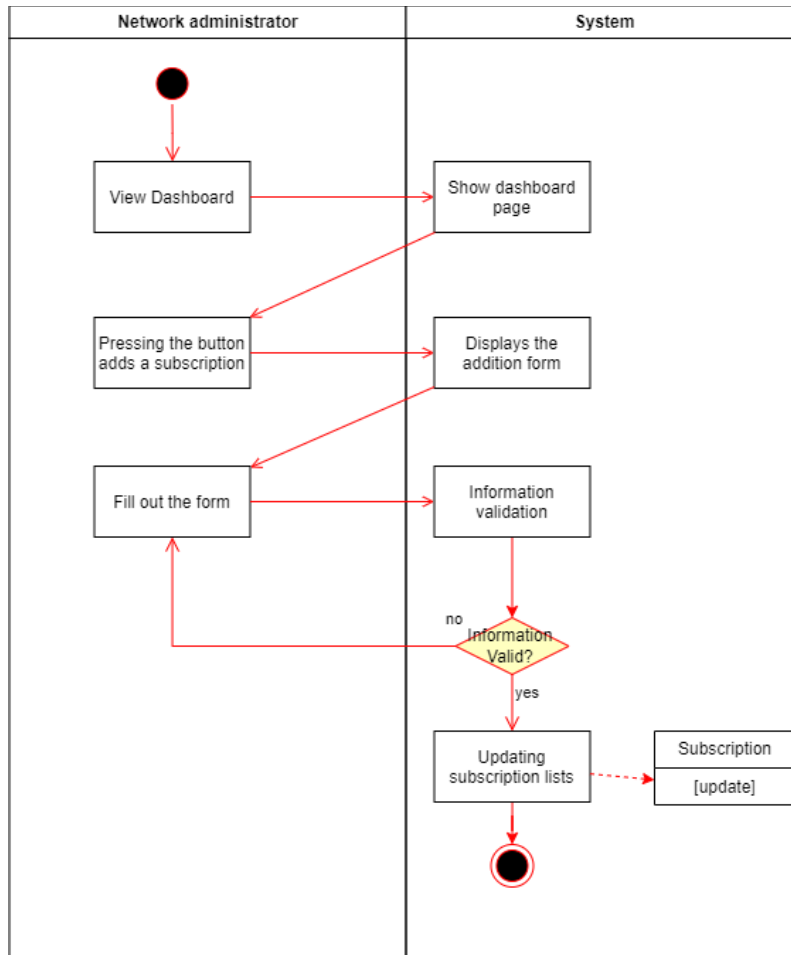 Network administrator
System
View Dashboard
Show dashboard
page
Pressing the button
adds a subscription
Displays the
addition form
Fill out the form
Information
validation
no
Information
Valid?
yes
Updating
subscription lists
Subscription
[update]